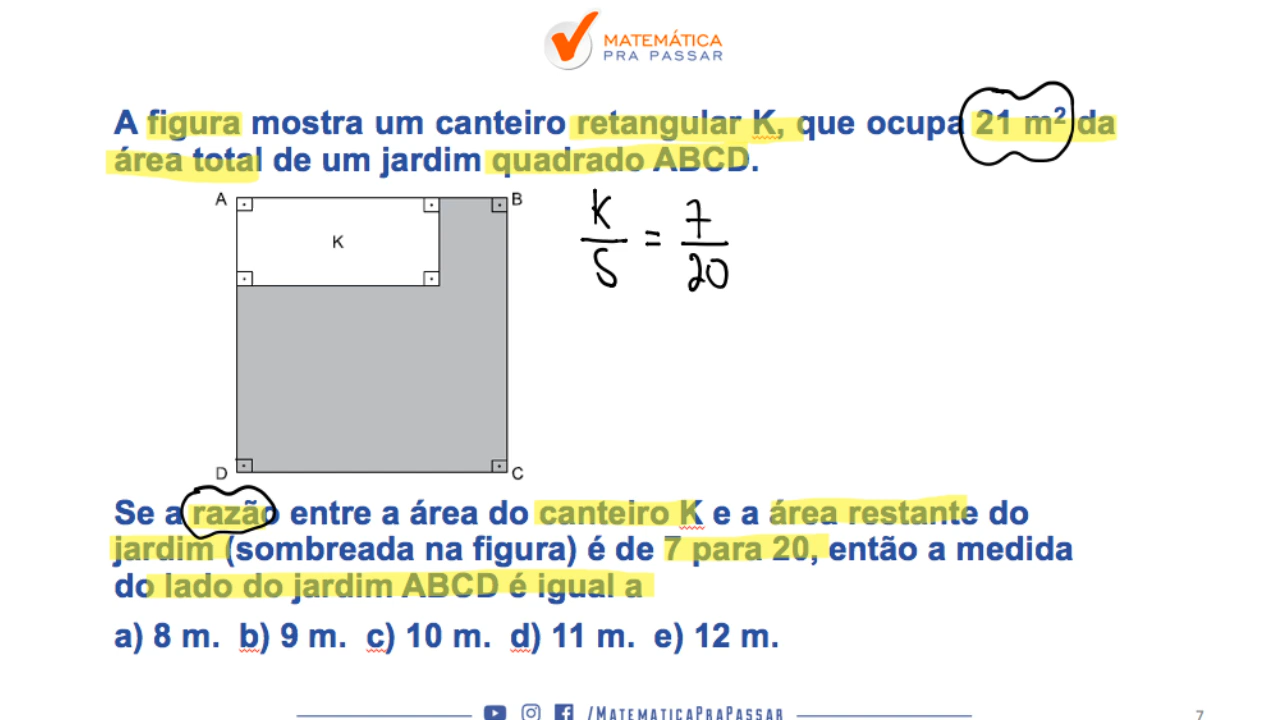 MATEMÁTICA
PRA PASSAR
A figura mostra um canteiro retangular K, que ocupa 21 m² da
área total de um jardim quadrado ABCD.
A
B
K
D
C
K/S = 7/20
Se a razão entre a área do canteiro K e a área restante do
jardim (sombreada na figura) é de 7 para 20, então a medida
do lado do jardim ABCD é igual a
a) 8 m. b) 9 m. c) 10 m. d) 11 m. e) 12 m.
/MATEMATICAPRAPASSAR
7